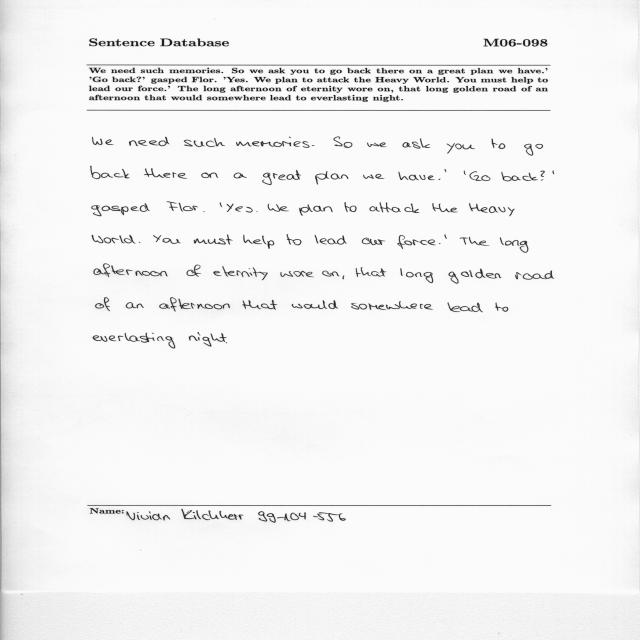 Sentence Database M06-098
We need such memories. So we ask you to go back there on a great plan we have.'
'Go back?' gasped Flor. 'Yes. We plan to attack the Heavy World. You must help to
lead our force.' The long afternoon of eternity wore on, that long golden road of an
afternoon that would somewhere lead to everlasting night.
We need such memories. So we ask you to go
back there on a great plan we have.' 'Go back?'
gasped Flor. 'Yes. We plan to attack the Heavy
World. You must help to lead our force.' The long
afternoon of eternity wore on, that long golden road
of an afternoon that would somewhere lead to
everlasting night
Name: Vivian Kilchherr 99-104-556